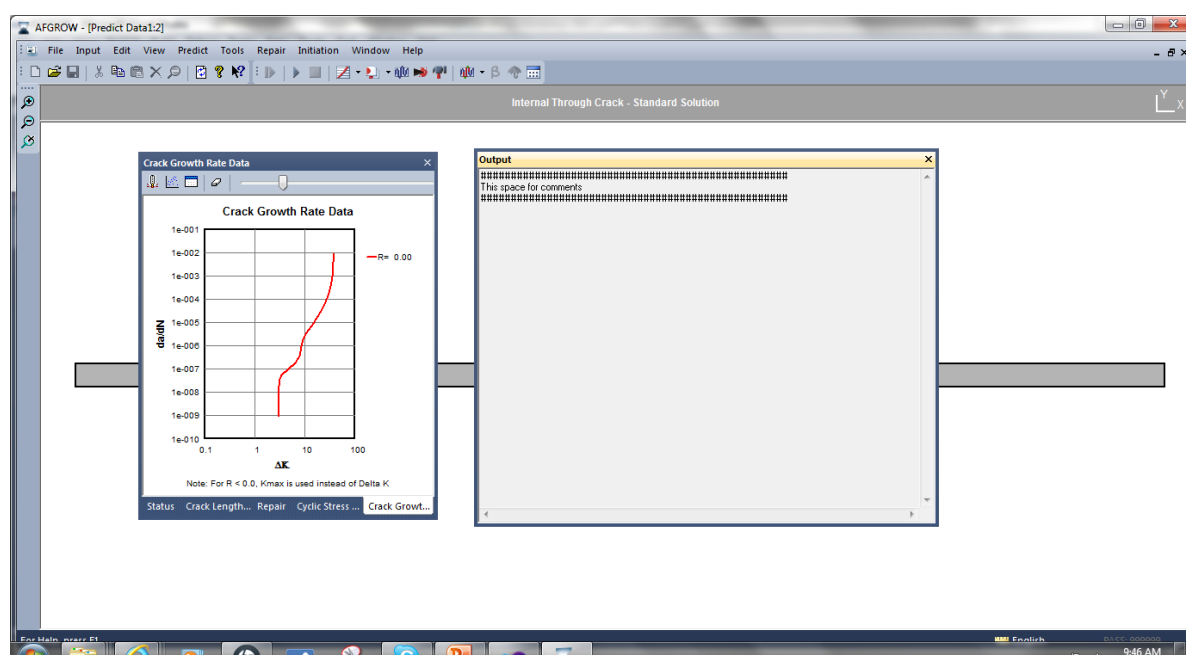 AFGROW - [Predict Data1:2]
File Input Edit View Predict Tools Repair Initiation Window Help
Internal Through Crack - Standard Solution
Y
X
Crack Growth Rate Data
Crack Growth Rate Data
1e-001
1e-002
1e-003
1e-004
1e-005
1e-006
1e-007
1e-008
1e-009
1e-010
da/dN
0.1 1 10 100
ΔK
R= 0.00
Note: For R < 0.0, Kmax is used instead of Delta K
Status Crack Length... Repair Cyclic Stress ... Crack Growt...
Output
###################################################
This space for comments
###################################################
For Help, press F1
English
9:46 AM